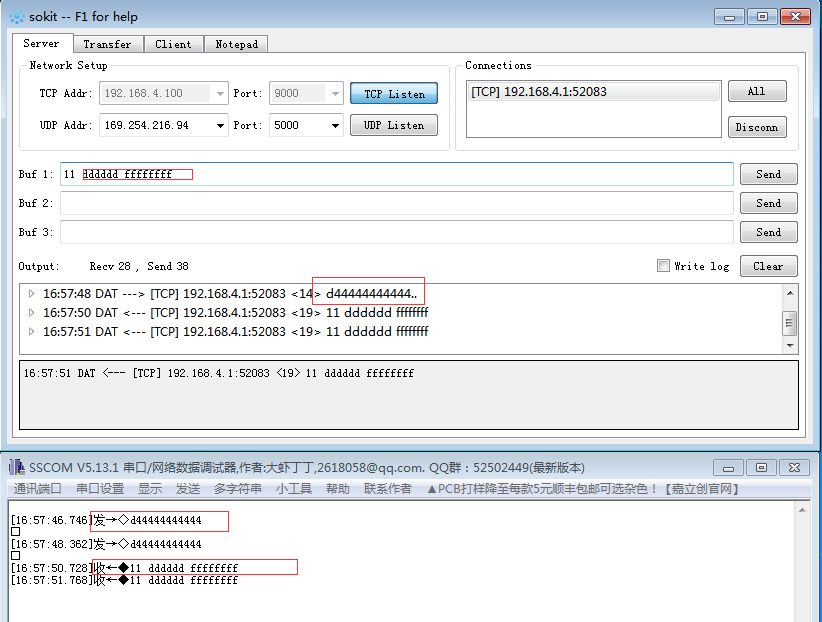 sokit -- F1 for help
Server Transfer Client Notepad
Network Setup
TCP Addr: 192.168.4.100 Port: 9000 TCP Listen
UDP Addr: 169.254.216.94 Port: 5000 UDP Listen
Connections
[TCP] 192.168.4.1:52083
All
Disconn
Buf 1: 11 dddddd ffffffff Send
Buf 2: Send
Buf 3: Send
Output: Recv 28 , Send 38 Write log Clear
16:57:48 DAT ---> [TCP] 192.168.4.1:52083 <14> d44444444444..
16:57:50 DAT <--- [TCP] 192.168.4.1:52083 <19> 11 dddddd ffffffff
16:57:51 DAT <--- [TCP] 192.168.4.1:52083 <19> 11 dddddd ffffffff
16:57:51 DAT <--- [TCP] 192.168.4.1:52083 <19> 11 dddddd ffffffff
SSCOM V5.13.1 串口/网络数据调试器,作者:大虾丁丁,2618058@qq.com. QQ群：52502449(最新版本)
通讯端口 串口设置 显示 发送 多字符串 小工具 帮助 联系作者 ▲PCB打样降至每款5元顺丰包邮可选杂色！【嘉立创官网】
[16:57:46.746]发→◇d44444444444
□
[16:57:48.362]发→◇d44444444444
□
[16:57:50.728]收←◆11 dddddd ffffffff
[16:57:51.768]收←◆11 dddddd ffffffff